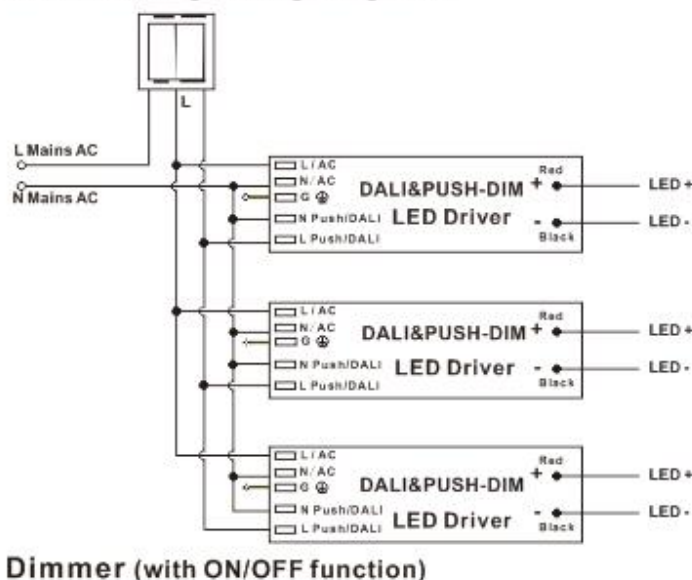 L
L Mains AC
N Mains AC
L/AC
N/AC
G
N Push/DALI
L Push/DALI
DALI&PUSH-DIM
LED Driver
Red
+
-
Black
LED +
LED -
L/AC
N/AC
G
N Push/DALI
L Push/DALI
DALI&PUSH-DIM
LED Driver
Red
+
-
Black
LED +
LED -
L/AC
N/AC
G
N Push/DALI
L Push/DALI
DALI&PUSH-DIM
LED Driver
Red
+
-
Black
LED +
LED -
Dimmer (with ON/OFF function)